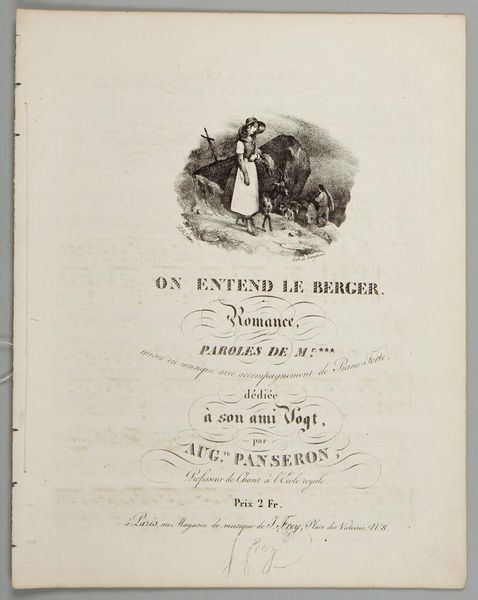 ON ENTEND LE BERGER.
Romance,
PAROLES DE M.r ***
mises en musique avec accompagnement de Piano-Forte,
dédiée
à son ami Vogt,
par
AUG.TE PANSERON,
Professeur de Chant à l'École royale.
Prix 2 Fr.
à Paris, au Magasin de musique de J. Frey, Place des Victoires, N.º 8.
J. Frey